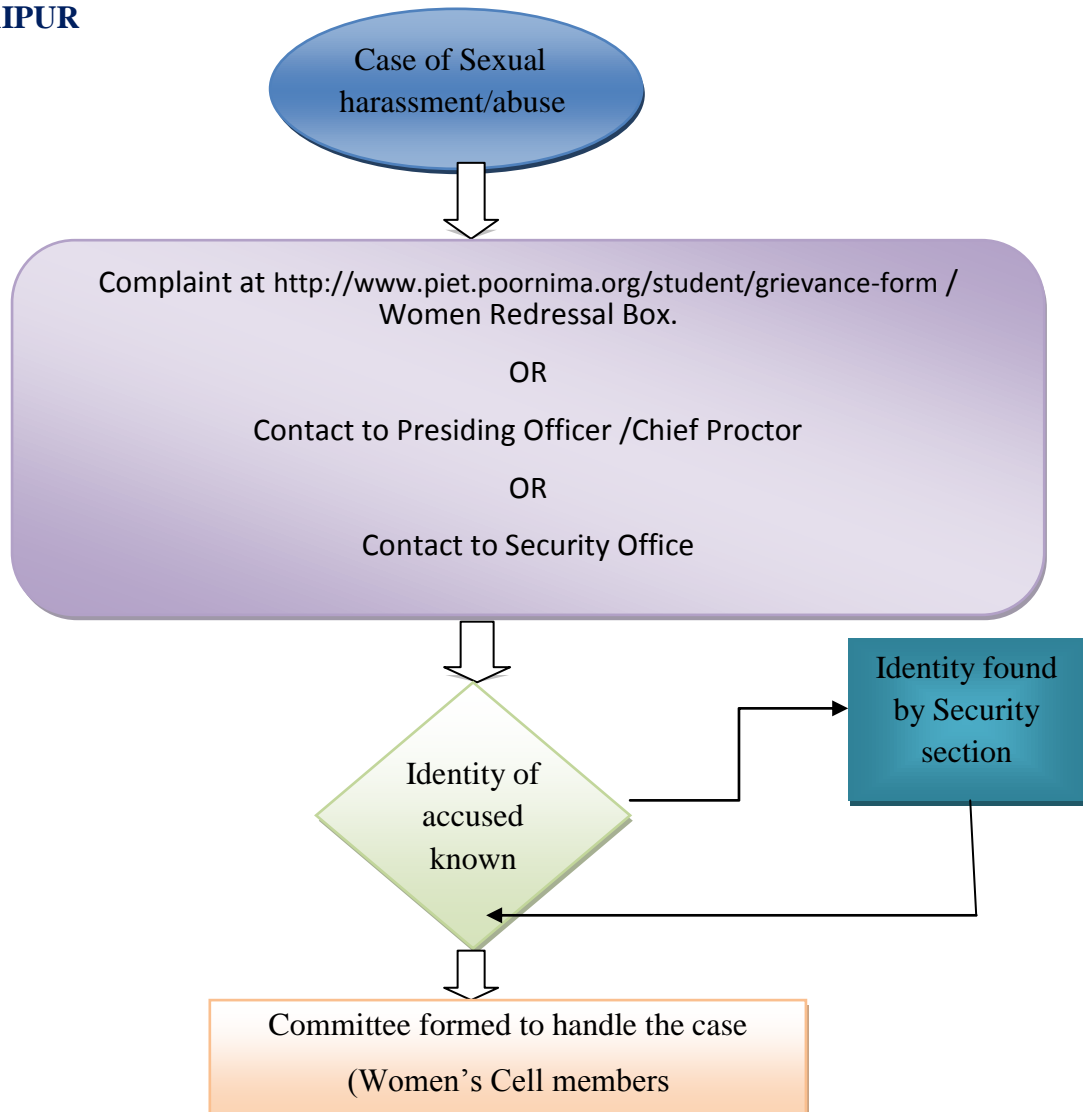 IPUR
Case of Sexual
harassment/abuse
Complaint at http://www.piet.poornima.org/student/grievance-form /
Women Redressal Box.
OR
Contact to Presiding Officer /Chief Proctor
OR
Contact to Security Office
Identity found
by Security
section
Identity of
accused
known
Committee formed to handle the case
(Women’s Cell members